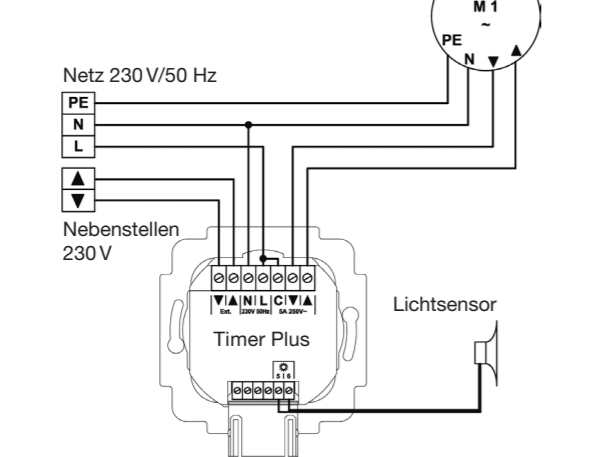 M 1
~
PE
N ▼ ▲
Netz 230 V/50 Hz
PE
N
L
▲
▼
Nebenstellen
230 V
▼ ▲ N L C ▼ ▲
Ext. 230V 50Hz 5A 250V~
Lichtsensor
Timer Plus
5 6